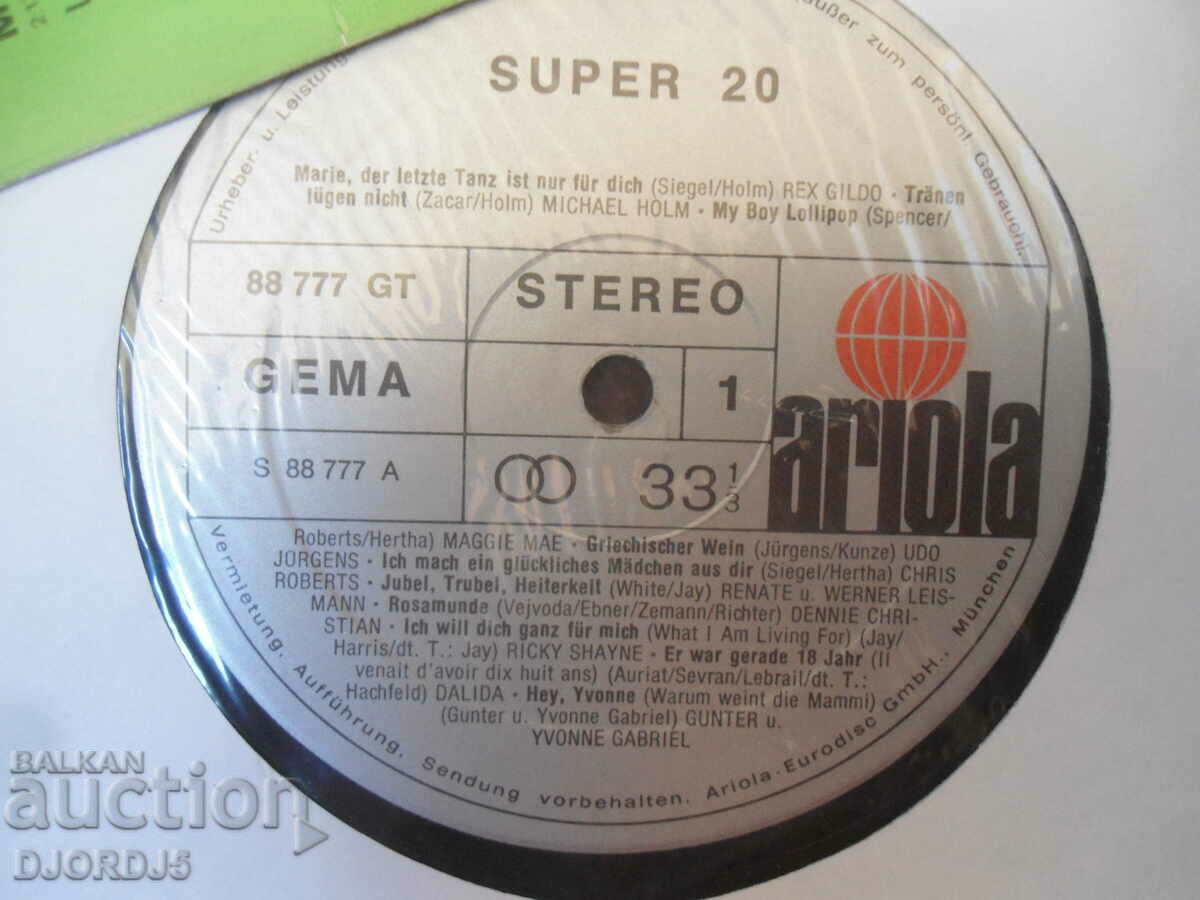 SUPER 20
Marie, der letzte Tanz ist nur für dich (Siegel/Holm) REX GILDO · Tränen
lügen nicht (Zacar/Holm) MICHAEL HOLM · My Boy Lollipop (Spencer/
88 777 GT
STEREO
GEMA
1
S 88 777 A
33 1/3
ariola
Roberts/Hertha) MAGGIE MAE · Griechischer Wein (Jürgens/Kunze) UDO
JÜRGENS · Ich mach ein glückliches Mädchen aus dir (Siegel/Hertha) CHRIS
ROBERTS · Jubel, Trubel, Heiterkeit (White/Jay) RENATE u. WERNER LEIS-
MANN · Rosamunde (Vejvoda/Ebner/Zemann/Richter) DENNIE CHRI-
STIAN · Ich will dich ganz für mich (What I Am Living For) (Jay/
Harris/dt. T.: Jay) RICKY SHAYNE · Er war gerade 18 Jahr (Il
venait d'avoir dix huit ans) (Auriat/Sevran/Lebrail/dt. T.:
Hachfeld) DALIDA · Hey, Yvonne (Warum weint die Mammi)
(Gunter u. Yvonne Gabriel) GUNTER u.
YVONNE GABRIEL
Urheber- u. Leistung
außer zum persönl. Gebrauch!
Vermietung, Aufführung, Sendung vorbehalten. Ariola-Eurodisc GmbH., München
BALKAN
auction
DJORDJ5